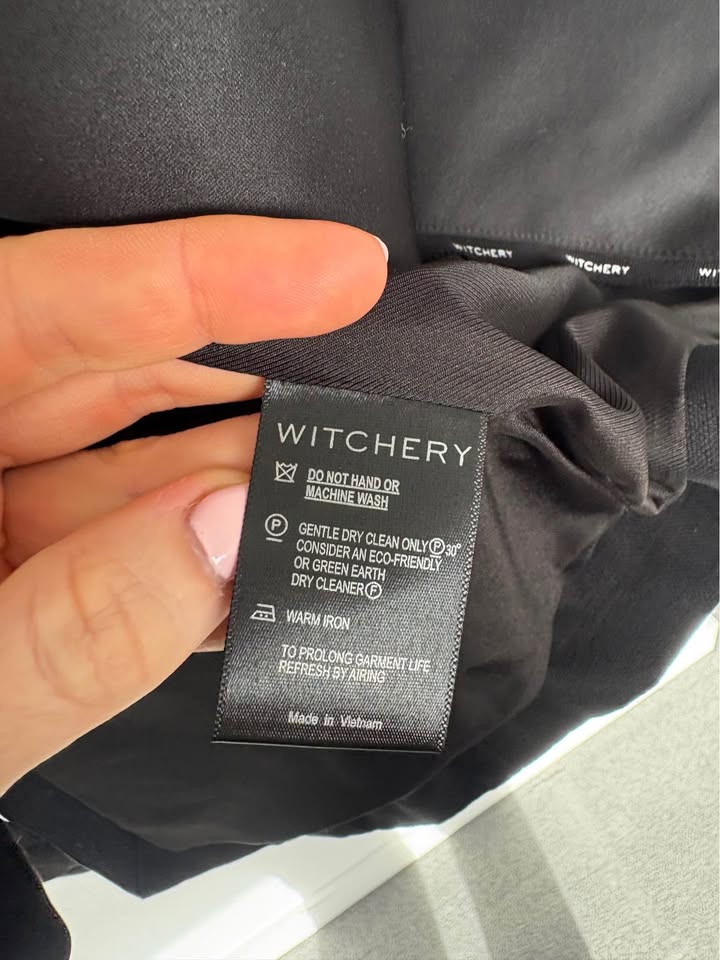 WITCHERY
WITCHERY
WITCHERY
DO NOT HAND OR
MACHINE WASH
P GENTLE DRY CLEAN ONLY P 30°
CONSIDER AN ECO-FRIENDLY
OR GREEN EARTH
DRY CLEANER F
WARM IRON
TO PROLONG GARMENT LIFE
REFRESH BY AIRING
Made in Vietnam